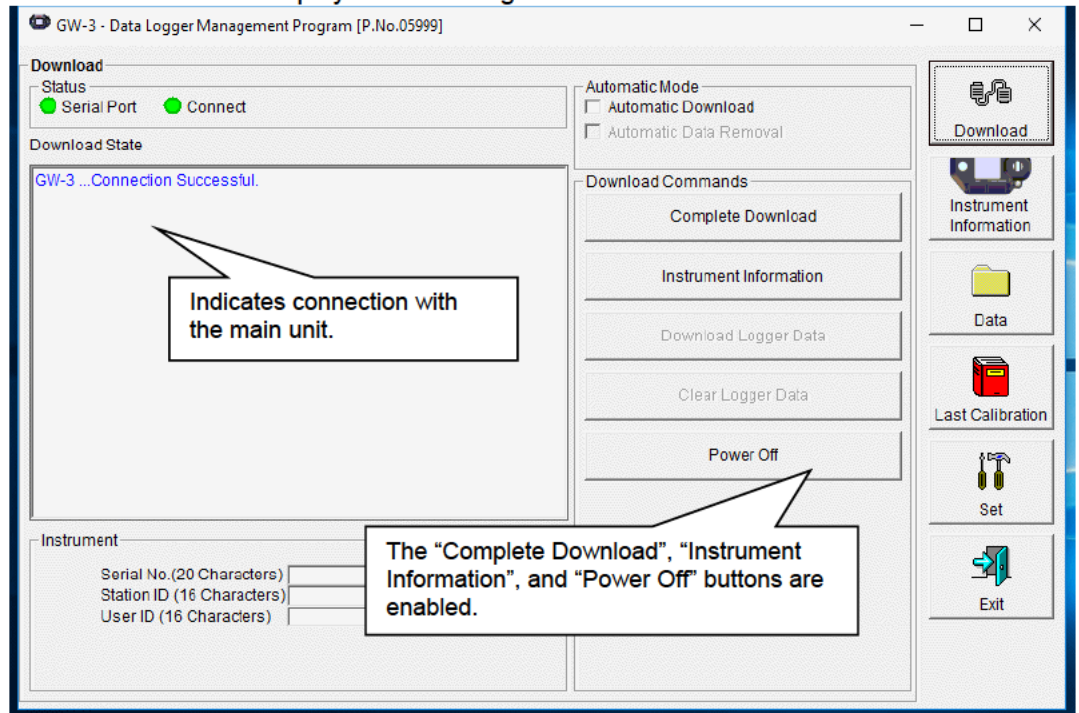 GW-3 - Data Logger Management Program [P.No.05999]
Download
Status
Serial Port Connect
Download State
GW-3 ...Connection Successful.
Indicates connection with
the main unit.
Instrument
Serial No.(20 Characters)
Station ID (16 Characters)
User ID (16 Characters)
Automatic Mode
Automatic Download
Automatic Data Removal
Download Commands
Complete Download
Instrument Information
Download Logger Data
Clear Logger Data
Power Off
The “Complete Download”, “Instrument
Information”, and “Power Off” buttons are
enabled.
Download
Instrument
Information
Data
Last Calibration
Set
Exit